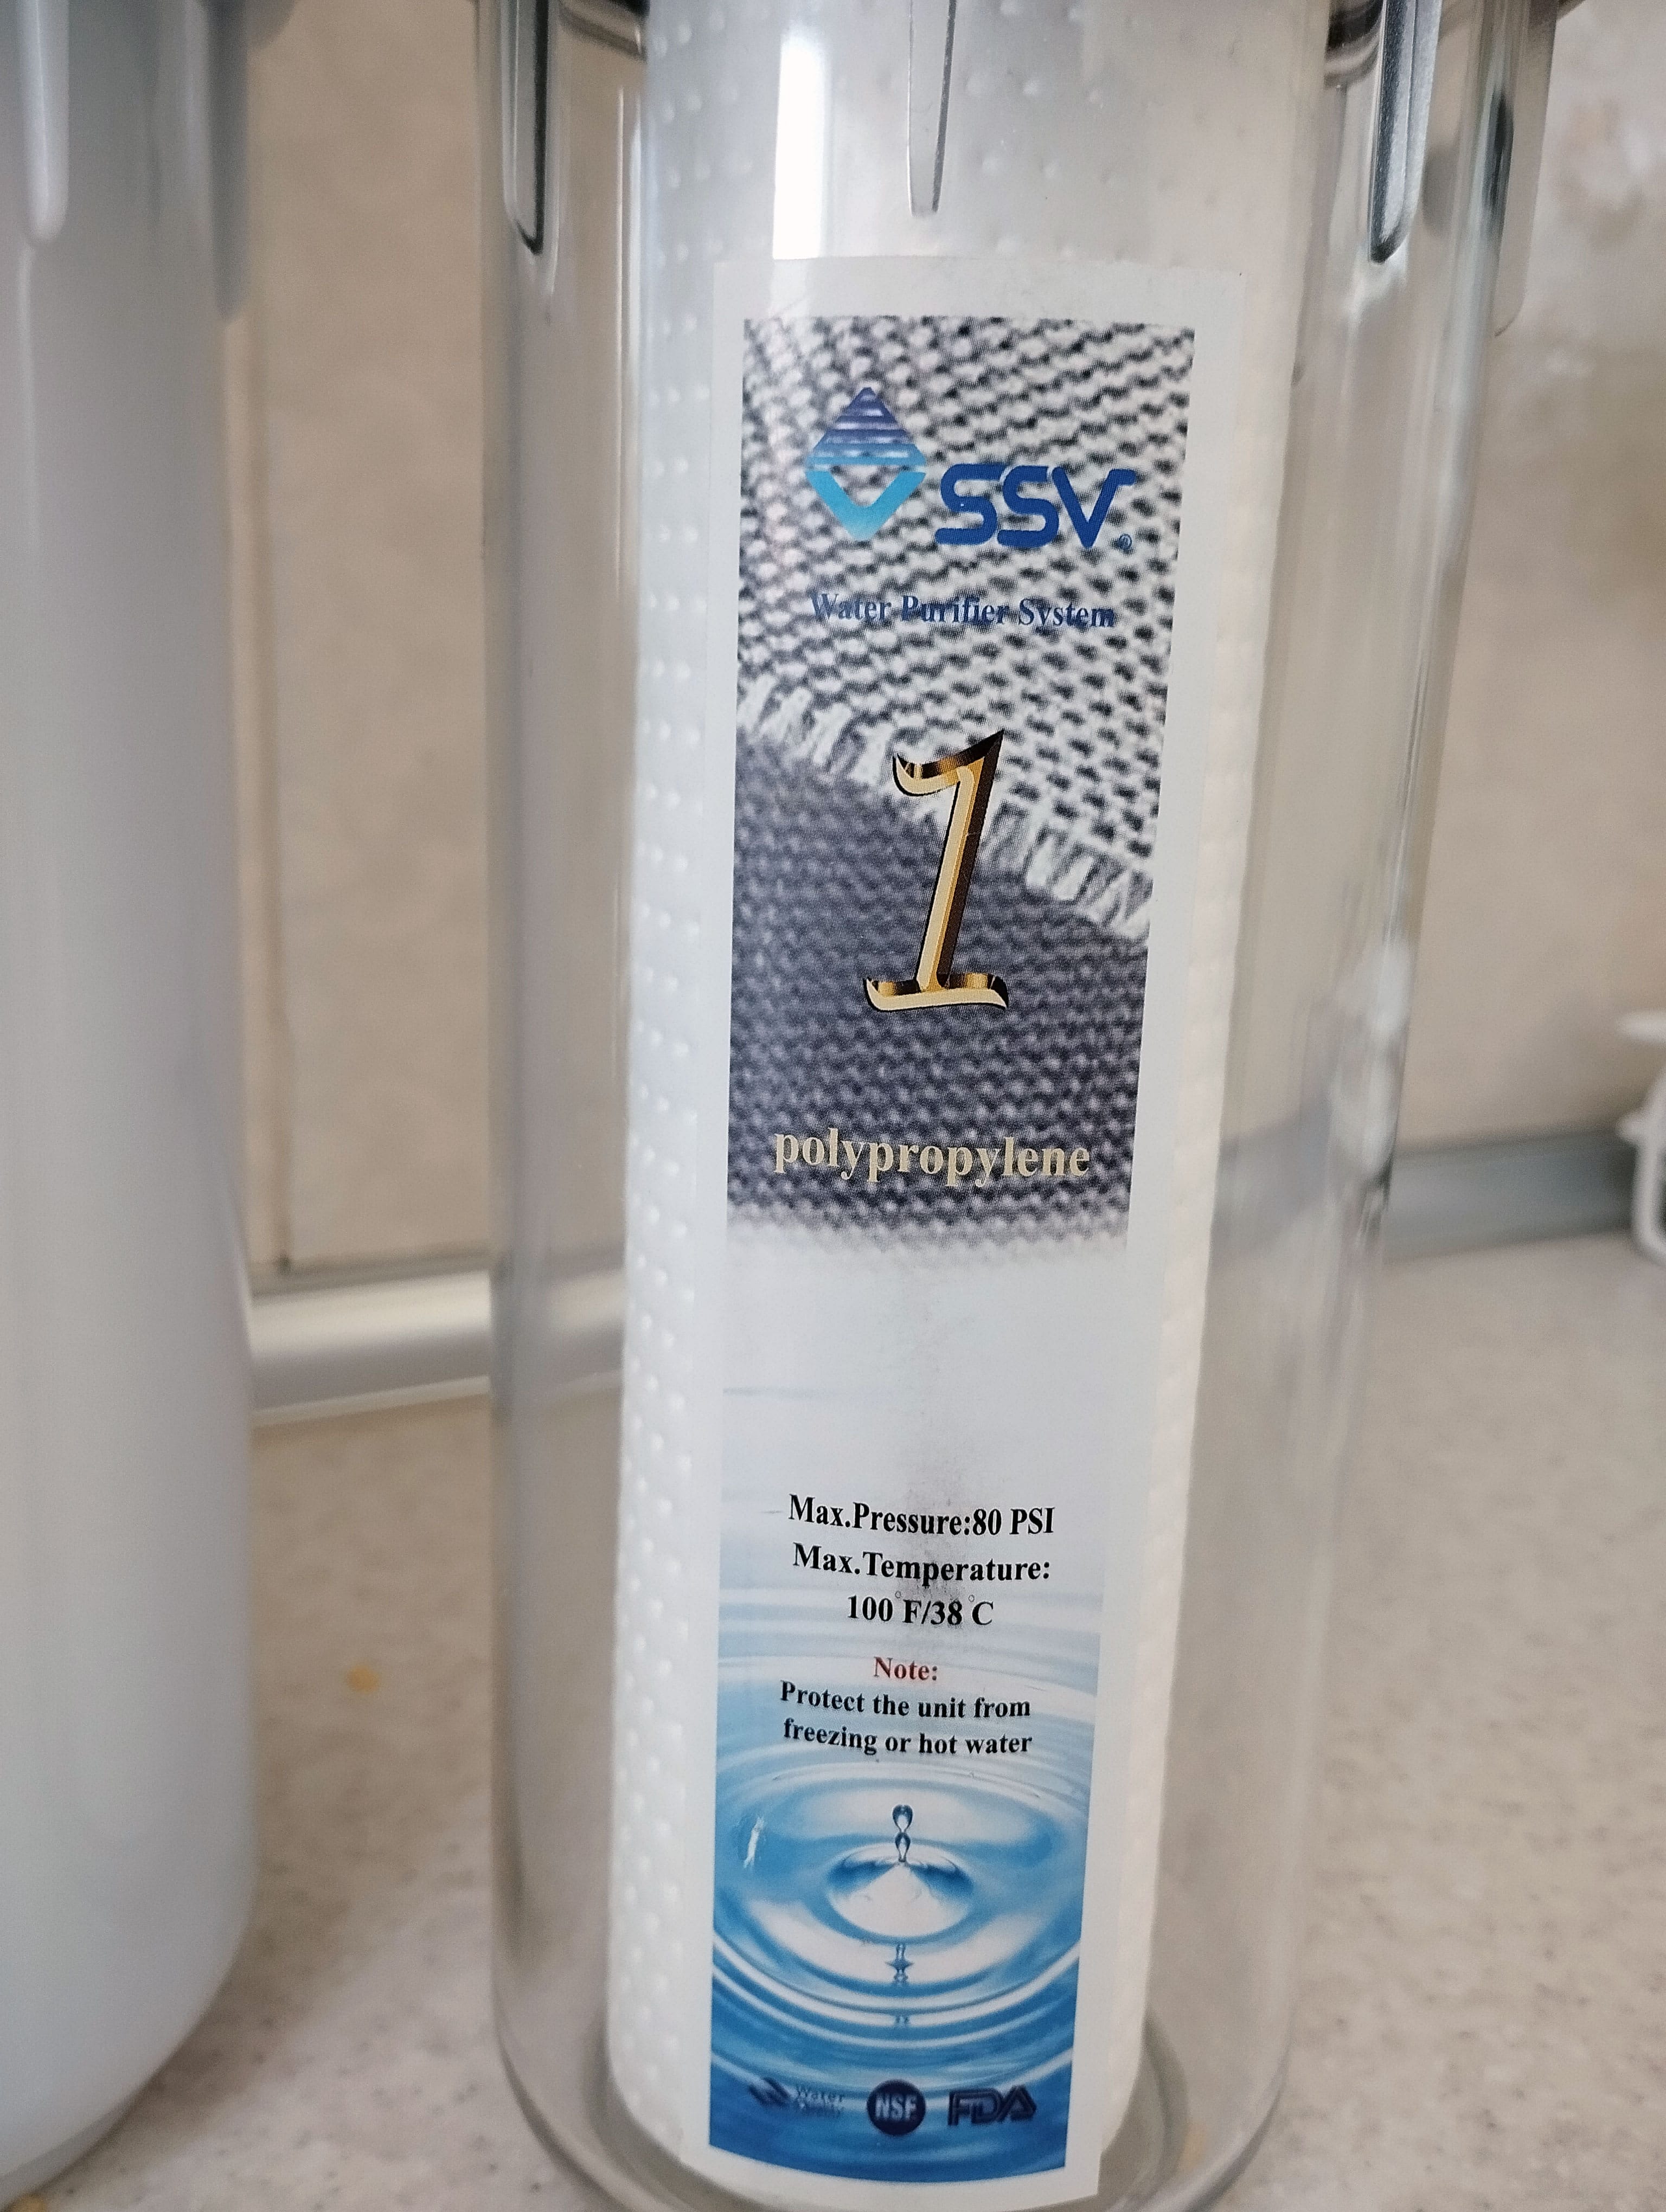 SSV®
Water Purifier System
1
polypropylene
Max.Pressure:80 PSI
Max.Temperature:
100°F/38°C
Note:
Protect the unit from
freezing or hot water
Water
NSF
FDA